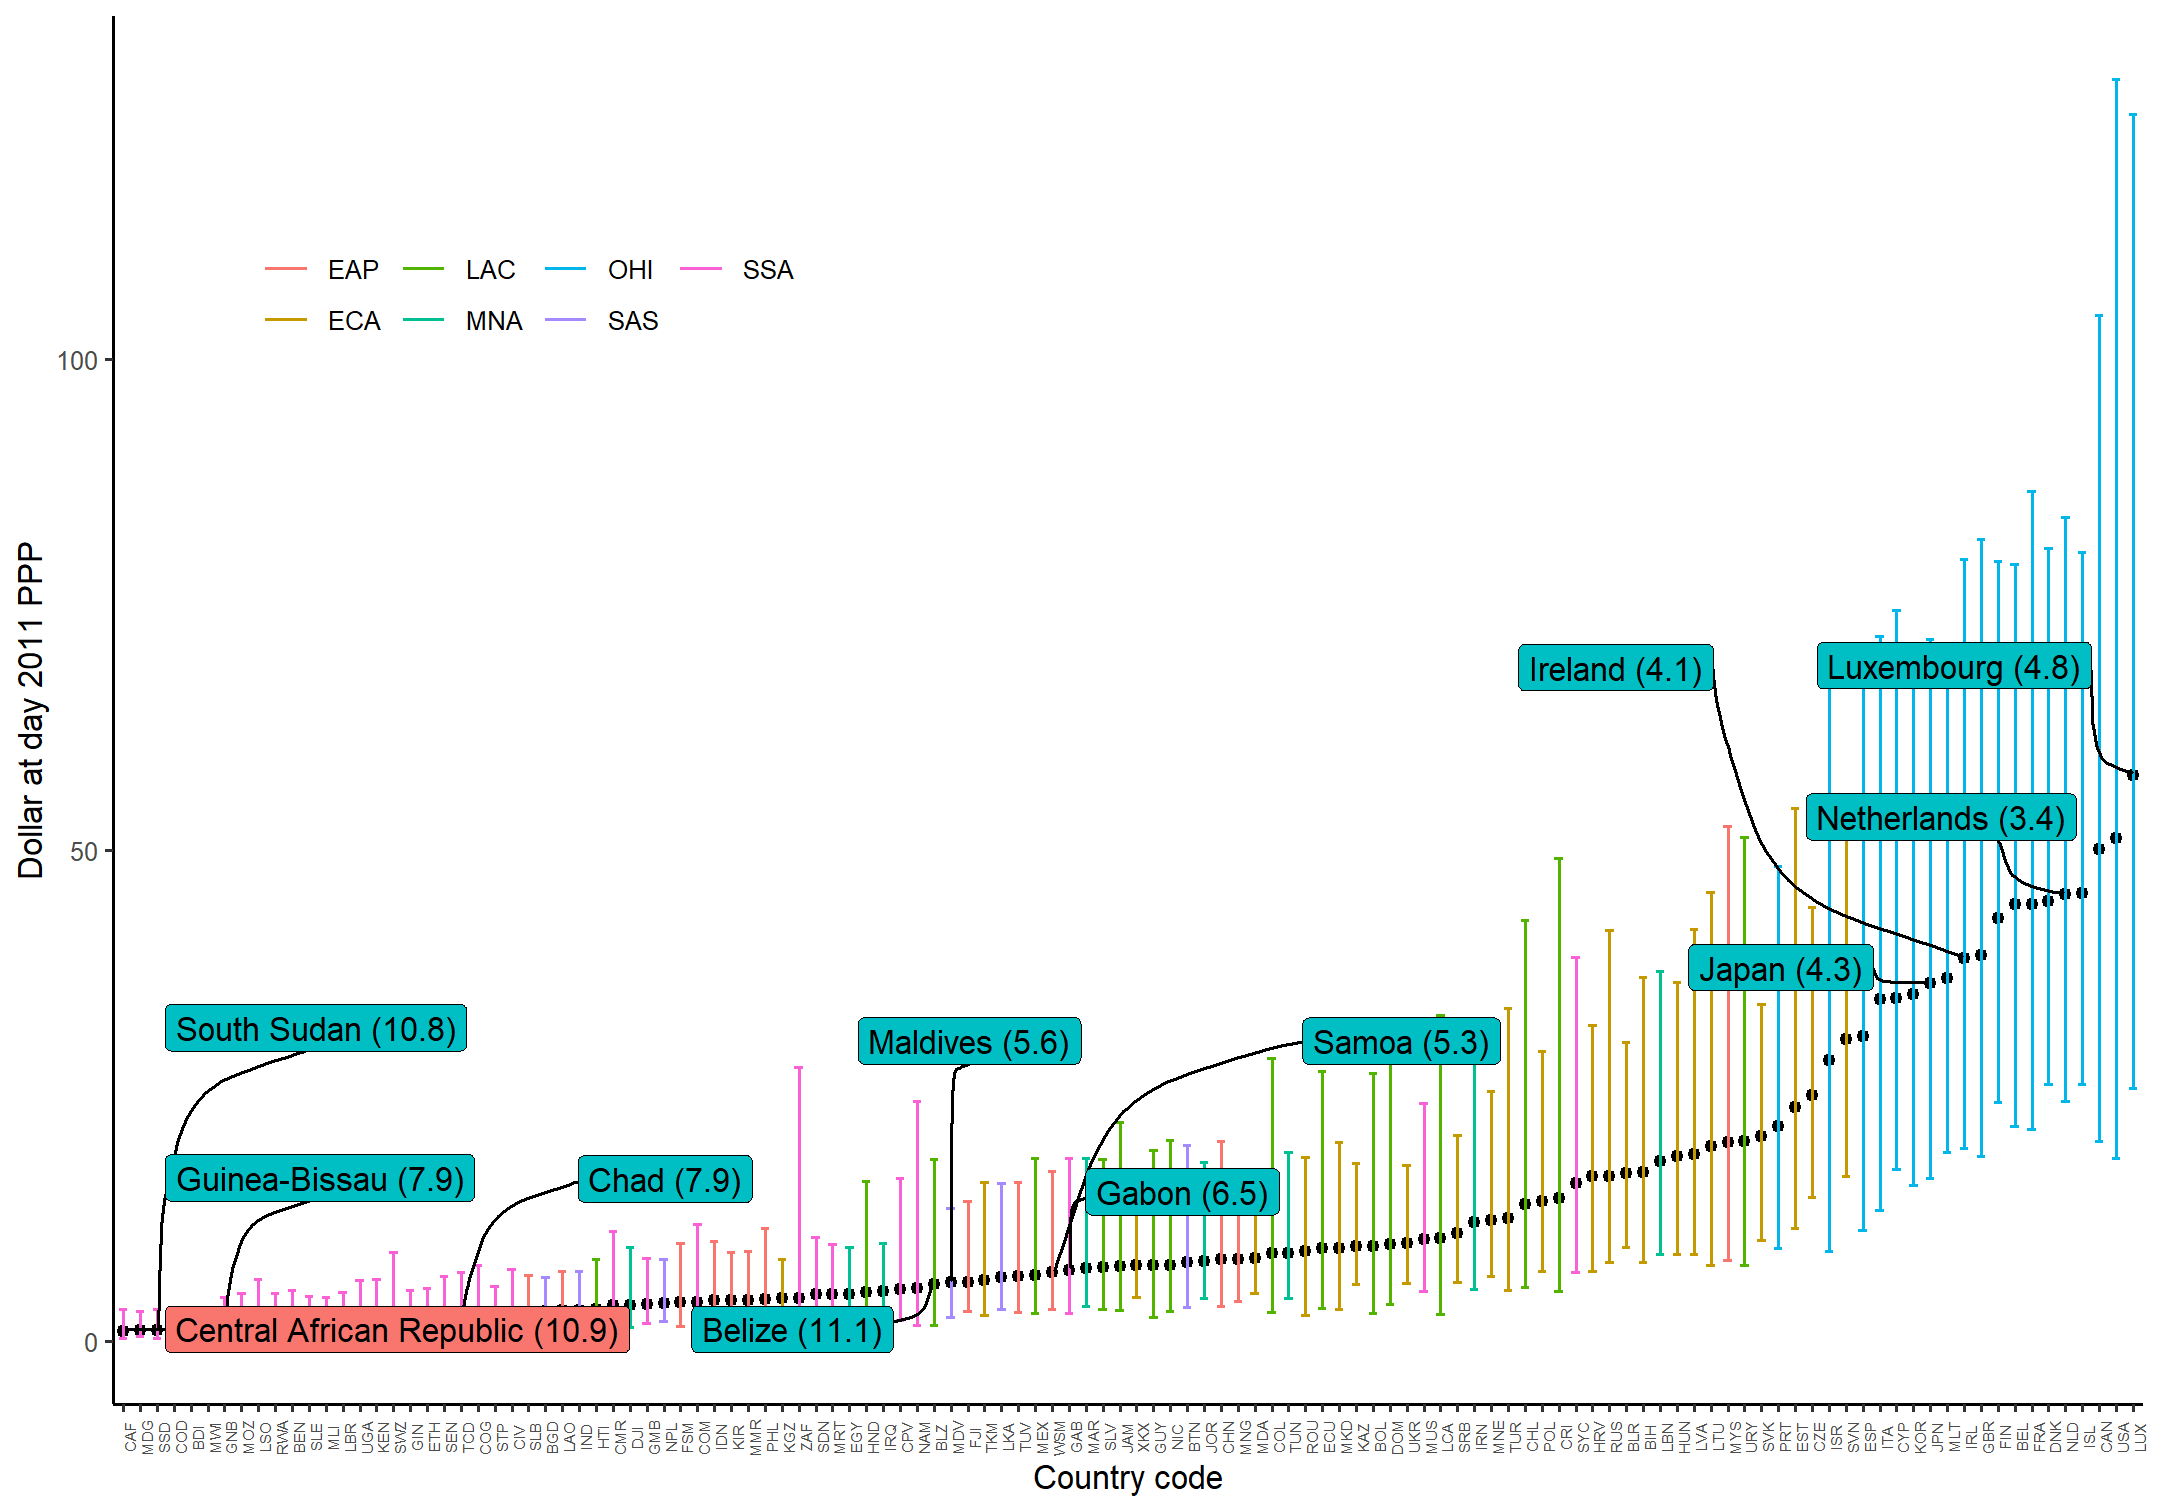 EAP LAC OHI SSA
ECA MNA SAS
Dollar at day 2011 PPP
100
50
0
Ireland (4.1)
Luxembourg (4.8)
Netherlands (3.4)
Japan (4.3)
South Sudan (10.8)
Maldives (5.6)
Samoa (5.3)
Guinea-Bissau (7.9)
Chad (7.9)
Gabon (6.5)
Central African Republic (10.9)
Belize (11.1)
CAF MDG SSD COD BDI MWI GNB MOZ LSO RWA BEN SLE MLI LBR UGA KEN SWZ GIN ETH SEN TCD COG STP CIV SLB BGD LAO IND HTI CMR DJI GMB NPL FSM COM IDN KIR MMR PHL KGZ ZAF SDN MRT EGY HND IRQ CPV NAM BLZ MDV FJI TKM LKA TUV MEX WSM GAB MAR SLV JAM XKX GUY NIC BTN JOR CHN MNG MDA COL TUN ROU ECU MKD KAZ BOL DOM UKR MUS LCA SRB IRN MNE TUR CHL POL CRI SYC HRV RUS BLR BIH LBN HUN LVA LTU MYS URY SVK PRT EST CZE ISR SVN ESP ITA CYP KOR JPN MLT IRL GBR FIN BEL FRA DNK NLD ISL CAN USA LUX
Country code